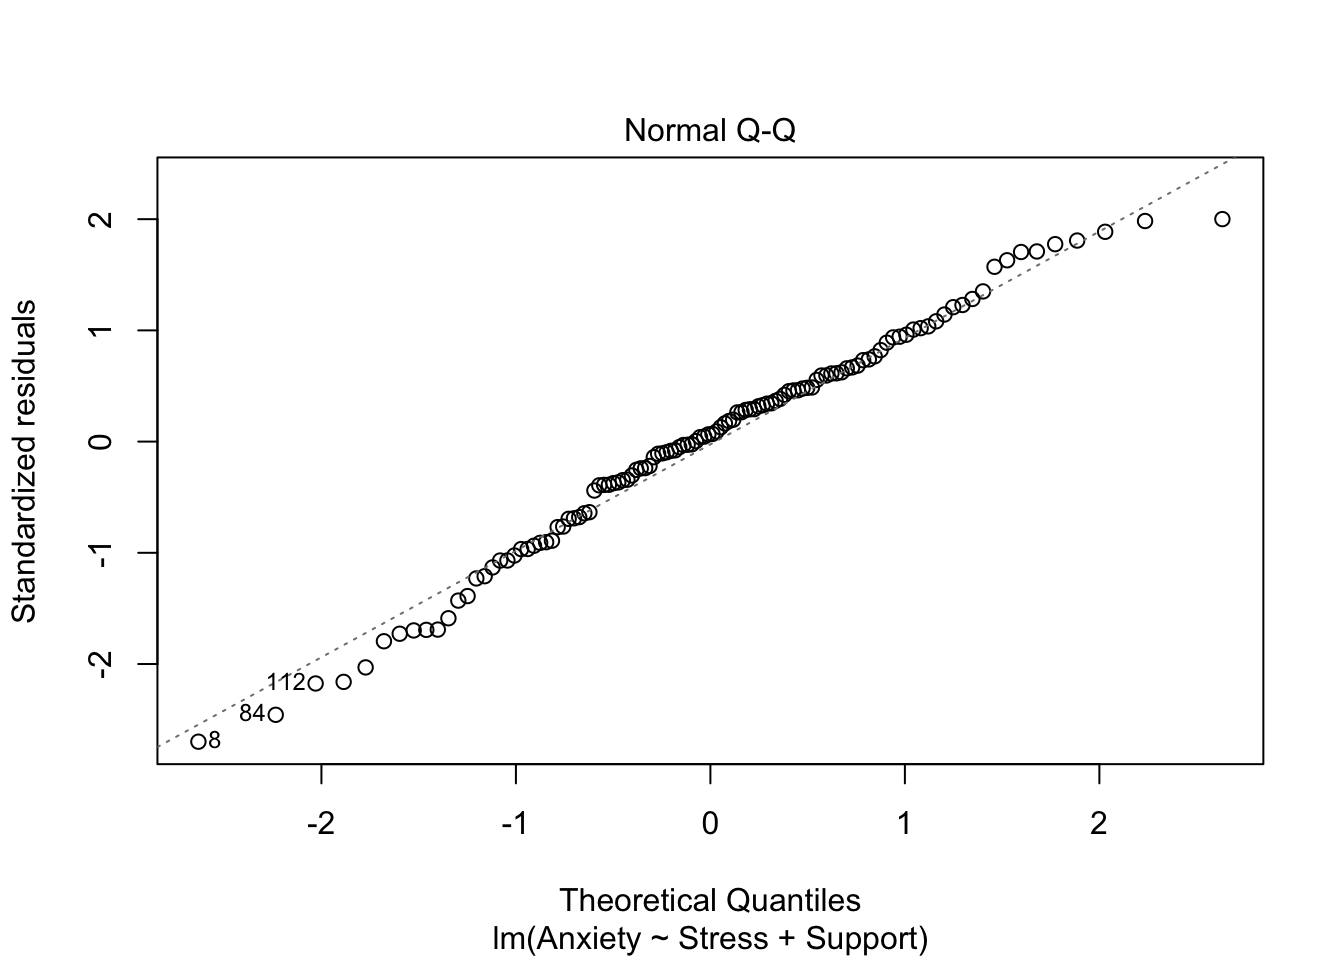 Normal Q-Q
Standardized residuals
2
1
0
-1
-2
112
84
8
-2 -1 0 1 2
Theoretical Quantiles
lm(Anxiety ~ Stress + Support)